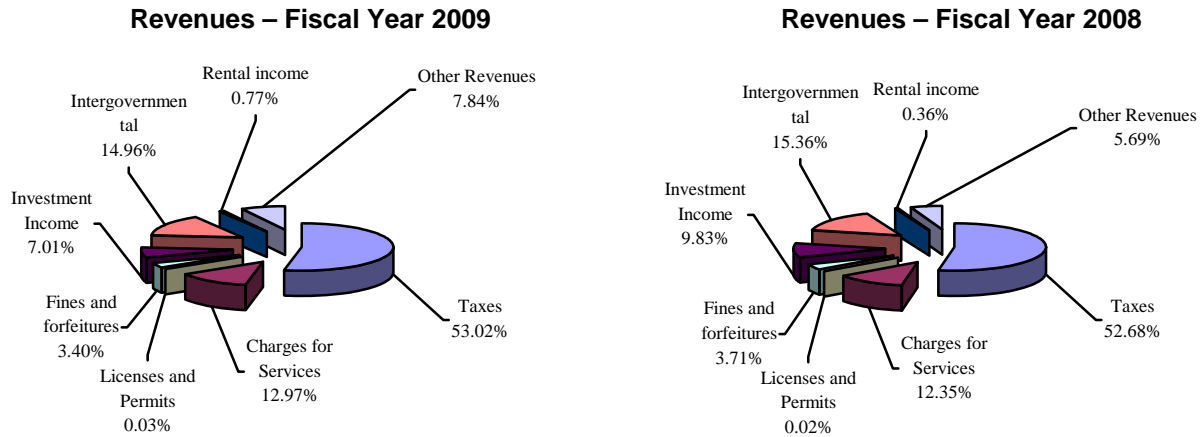 Revenues – Fiscal Year 2009
Rental income
0.77%
Other Revenues
7.84%
Intergovernmen
tal
14.96%
Investment
Income
7.01%
Fines and
forfeitures
3.40%
Licenses and
Permits
0.03%
Charges for
Services
12.97%
Taxes
53.02%
Revenues – Fiscal Year 2008
Rental income
0.36%
Other Revenues
5.69%
Intergovernmen
tal
15.36%
Investment
Income
9.83%
Fines and
forfeitures
3.71%
Licenses and
Permits
0.02%
Charges for
Services
12.35%
Taxes
52.68%